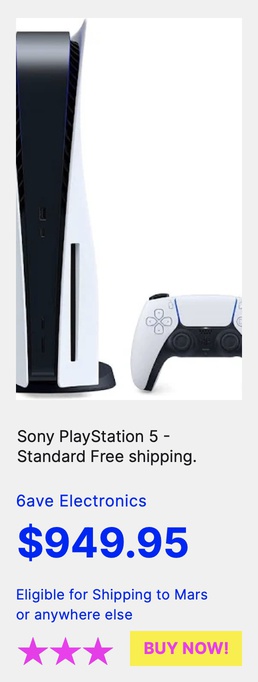 Sony PlayStation 5 -
Standard Free shipping.
6ave Electronics
$949.95
Eligible for Shipping to Mars
or anywhere else
BUY NOW!